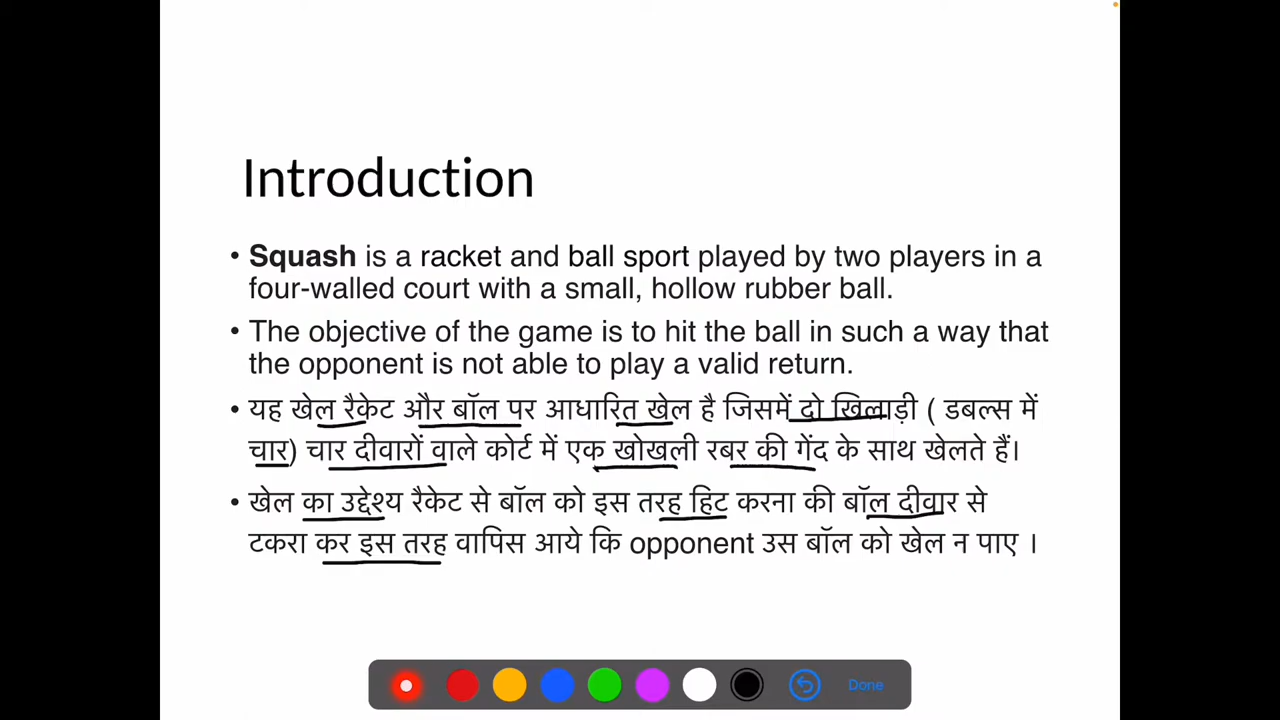 Introduction
• Squash is a racket and ball sport played by two players in a
four-walled court with a small, hollow rubber ball.
• The objective of the game is to hit the ball in such a way that
the opponent is not able to play a valid return.
• यह खेल रैकेट और बॉल पर आधारित खेल है जिसमें दो खिलाड़ी ( डबल्स में
चार) चार दीवारों वाले कोर्ट में एक खोखली रबर की गेंद के साथ खेलते हैं।
• खेल का उद्देश्य रैकेट से बॉल को इस तरह हिट करना की बॉल दीवार से
टकरा कर इस तरह वापिस आये कि opponent उस बॉल को खेल न पाए ।
Done